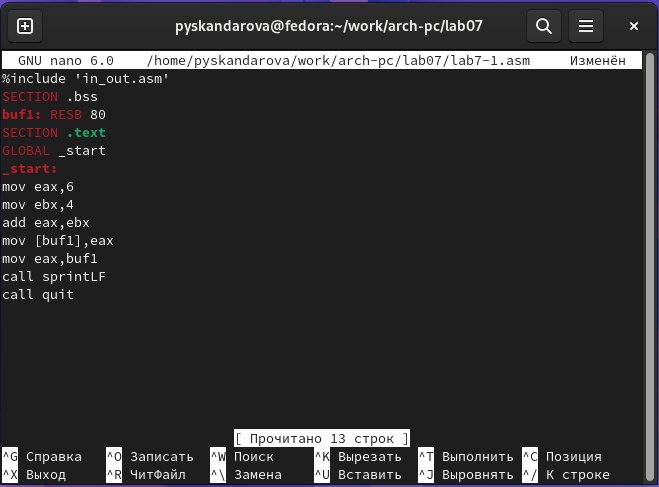 pyskandarova@fedora:~/work/arch-pc/lab07
GNU nano 6.0    /home/pyskandarova/work/arch-pc/lab07/lab7-1.asm    Изменён
%include 'in_out.asm'
SECTION .bss
buf1: RESB 80
SECTION .text
GLOBAL _start
_start:
mov eax,6
mov ebx,4
add eax,ebx
mov [buf1],eax
mov eax,buf1
call sprintLF
call quit
[ Прочитано 13 строк ]
^G Справка ^O Записать ^W Поиск ^K Вырезать ^T Выполнить ^C Позиция
^X Выход ^R ЧитФайл ^\ Замена ^U Вставить ^J Выровнять ^/ К строке